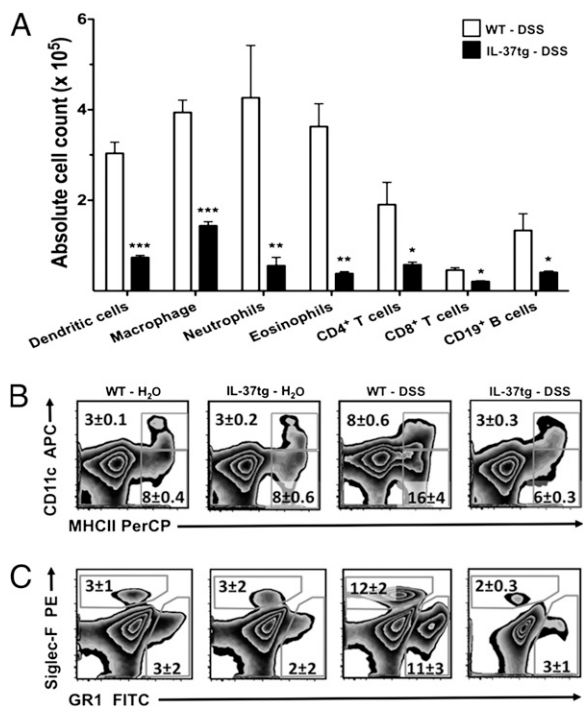 A
Absolute cell count (x 10⁵)
6
4
2
WT - DSS
IL-37tg - DSS
*** *** ** ** * * *
Dendritic cells
Macrophage
Neutrophils
Eosinophils
CD4⁺ T cells
CD8⁺ T cells
CD19⁺ B cells
B
WT - H₂O IL-37tg - H₂O WT - DSS IL-37tg - DSS
CD11c APC
3±0.1 3±0.2 8±0.6 3±0.3
8±0.4 8±0.6 16±4 6±0.3
MHCII PerCP
C
Siglec-F PE
3±1 3±2 12±2 2±0.3
3±2 2±2 11±3 3±1
GR1 FITC